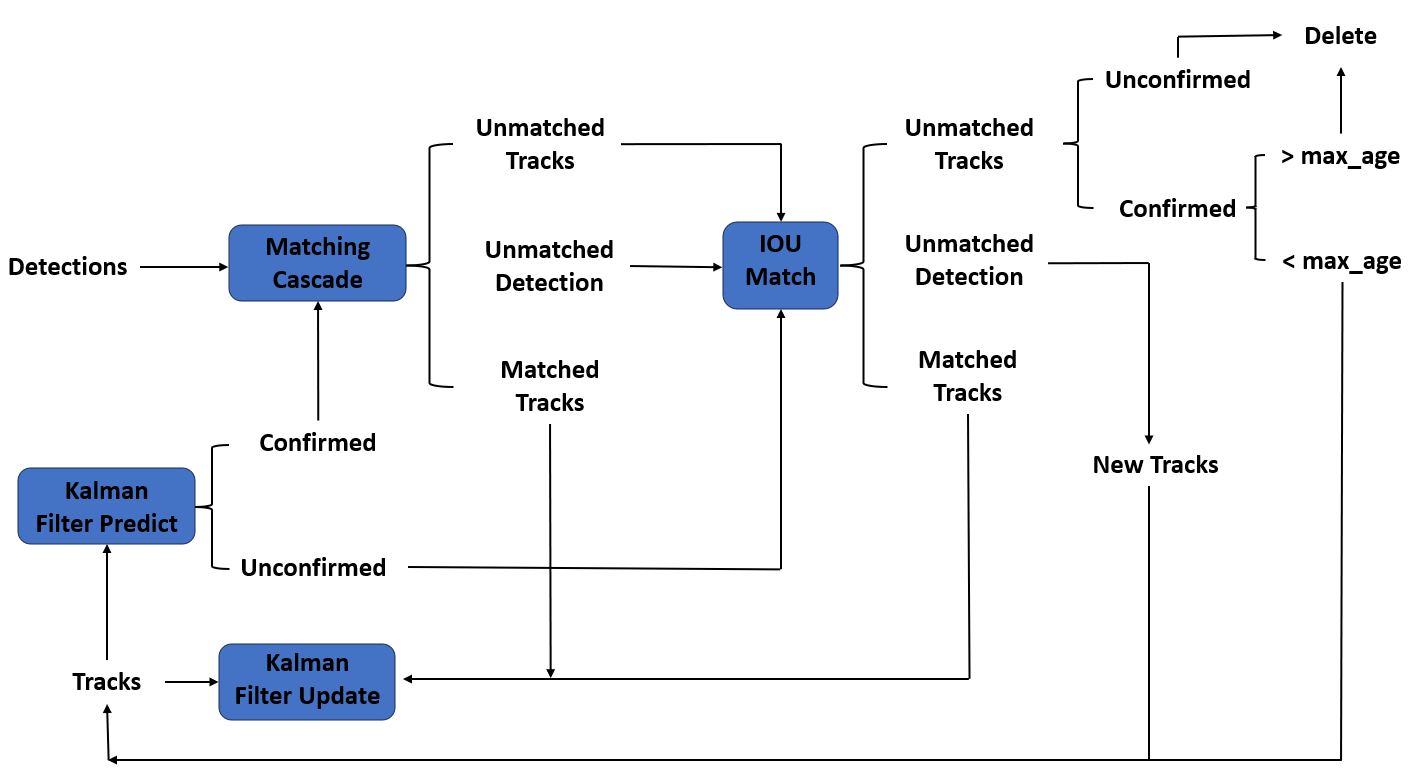 Delete
Unconfirmed
Unmatched
Tracks
Unmatched
Tracks
> max_age
Confirmed
Matching
Cascade
IOU
Match
Unmatched
Detection
Unmatched
Detection
Detections
< max_age
Matched
Tracks
Matched
Tracks
Confirmed
New Tracks
Kalman
Filter Predict
Unconfirmed
Kalman
Filter Update
Tracks